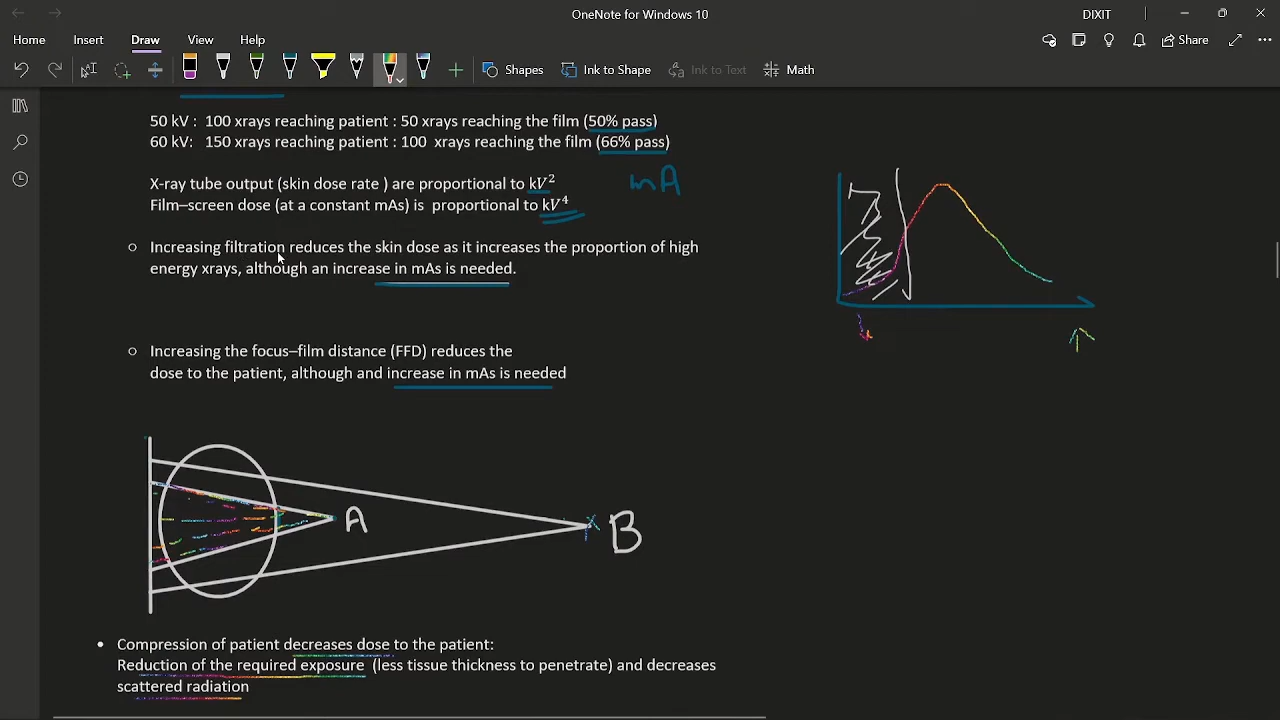 OneNote for Windows 10
DIXIT
Home Insert Draw View Help
Share
Shapes Ink to Shape Ink to Text Math
50 kV : 100 xrays reaching patient : 50 xrays reaching the film (50% pass)
60 kV: 150 xrays reaching patient : 100 xrays reaching the film (66% pass)
X-ray tube output (skin dose rate ) are proportional to kV²
mA
Film–screen dose (at a constant mAs) is proportional to kV⁴
○ Increasing filtration reduces the skin dose as it increases the proportion of high
energy xrays, although an increase in mAs is needed.
○ Increasing the focus–film distance (FFD) reduces the
dose to the patient, although and increase in mAs is needed
A
B
• Compression of patient decreases dose to the patient:
Reduction of the required exposure (less tissue thickness to penetrate) and decreases
scattered radiation